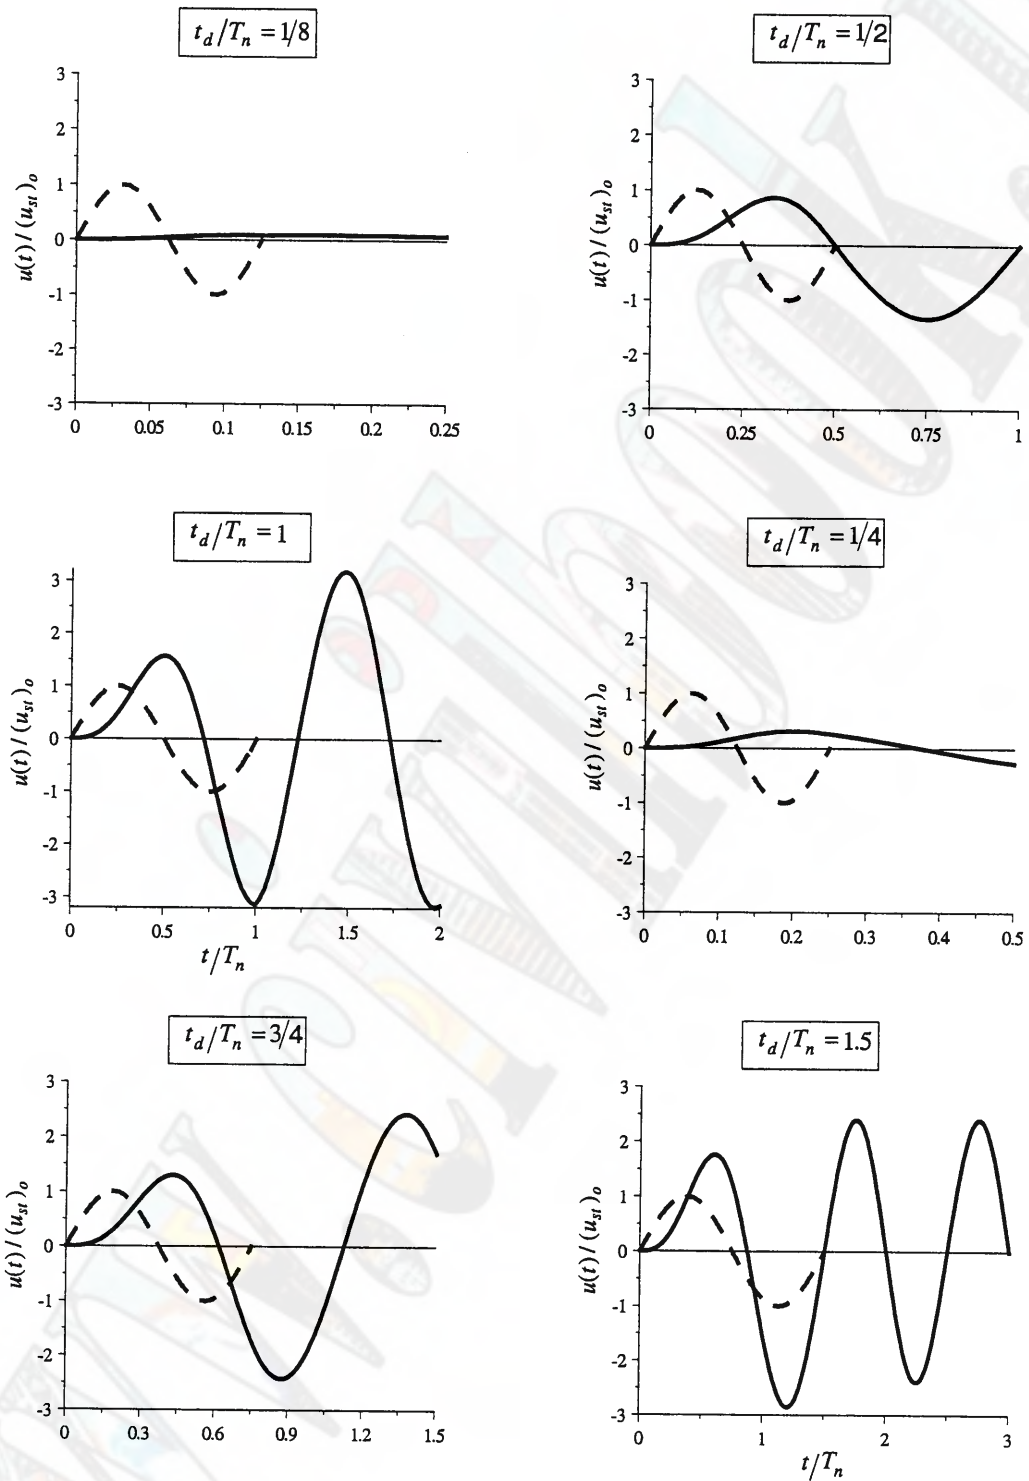 t_d/T_n = 1/8
u(t)/(u_st)_o
3
2
1
0
-1
-2
-3
0 0.05 0.1 0.15 0.2 0.25
t_d/T_n = 1/2
u(t)/(u_st)_o
3
2
1
0
-1
-2
-3
0 0.25 0.5 0.75 1
t_d/T_n = 1
u(t)/(u_st)_o
3
2
1
0
-1
-2
-3
0 0.5 1 1.5 2
t/T_n
t_d/T_n = 1/4
u(t)/(u_st)_o
3
2
1
0
-1
-2
-3
0 0.1 0.2 0.3 0.4 0.5
t_d/T_n = 3/4
u(t)/(u_st)_o
3
2
1
0
-1
-2
-3
0 0.3 0.6 0.9 1.2 1.5
t_d/T_n = 1.5
u(t)/(u_st)_o
3
2
1
0
-1
-2
-3
0 1 2 3
t/T_n